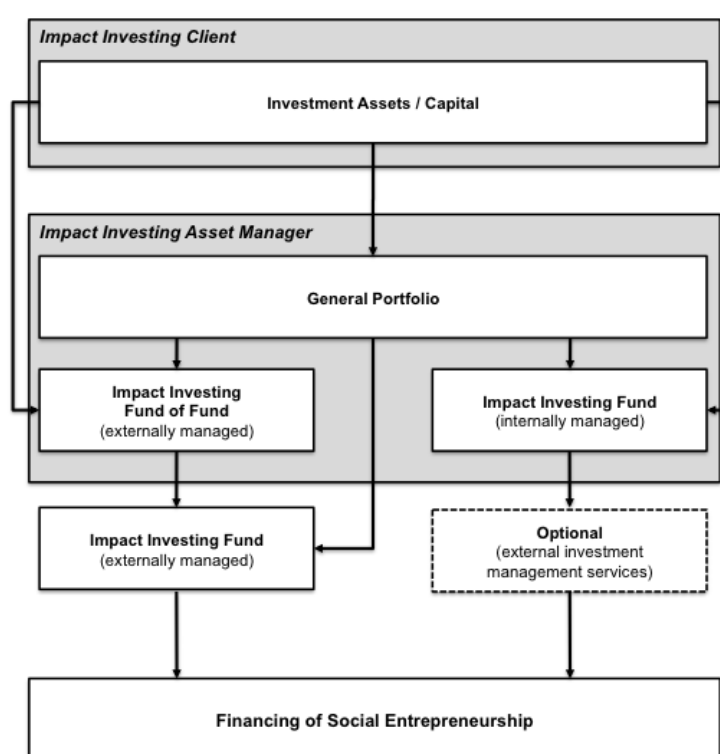 Impact Investing Client
Investment Assets / Capital
Impact Investing Asset Manager
General Portfolio
Impact Investing
Fund of Fund
(externally managed)
Impact Investing Fund
(internally managed)
Impact Investing Fund
(externally managed)
Optional
(external investment
management services)
Financing of Social Entrepreneurship